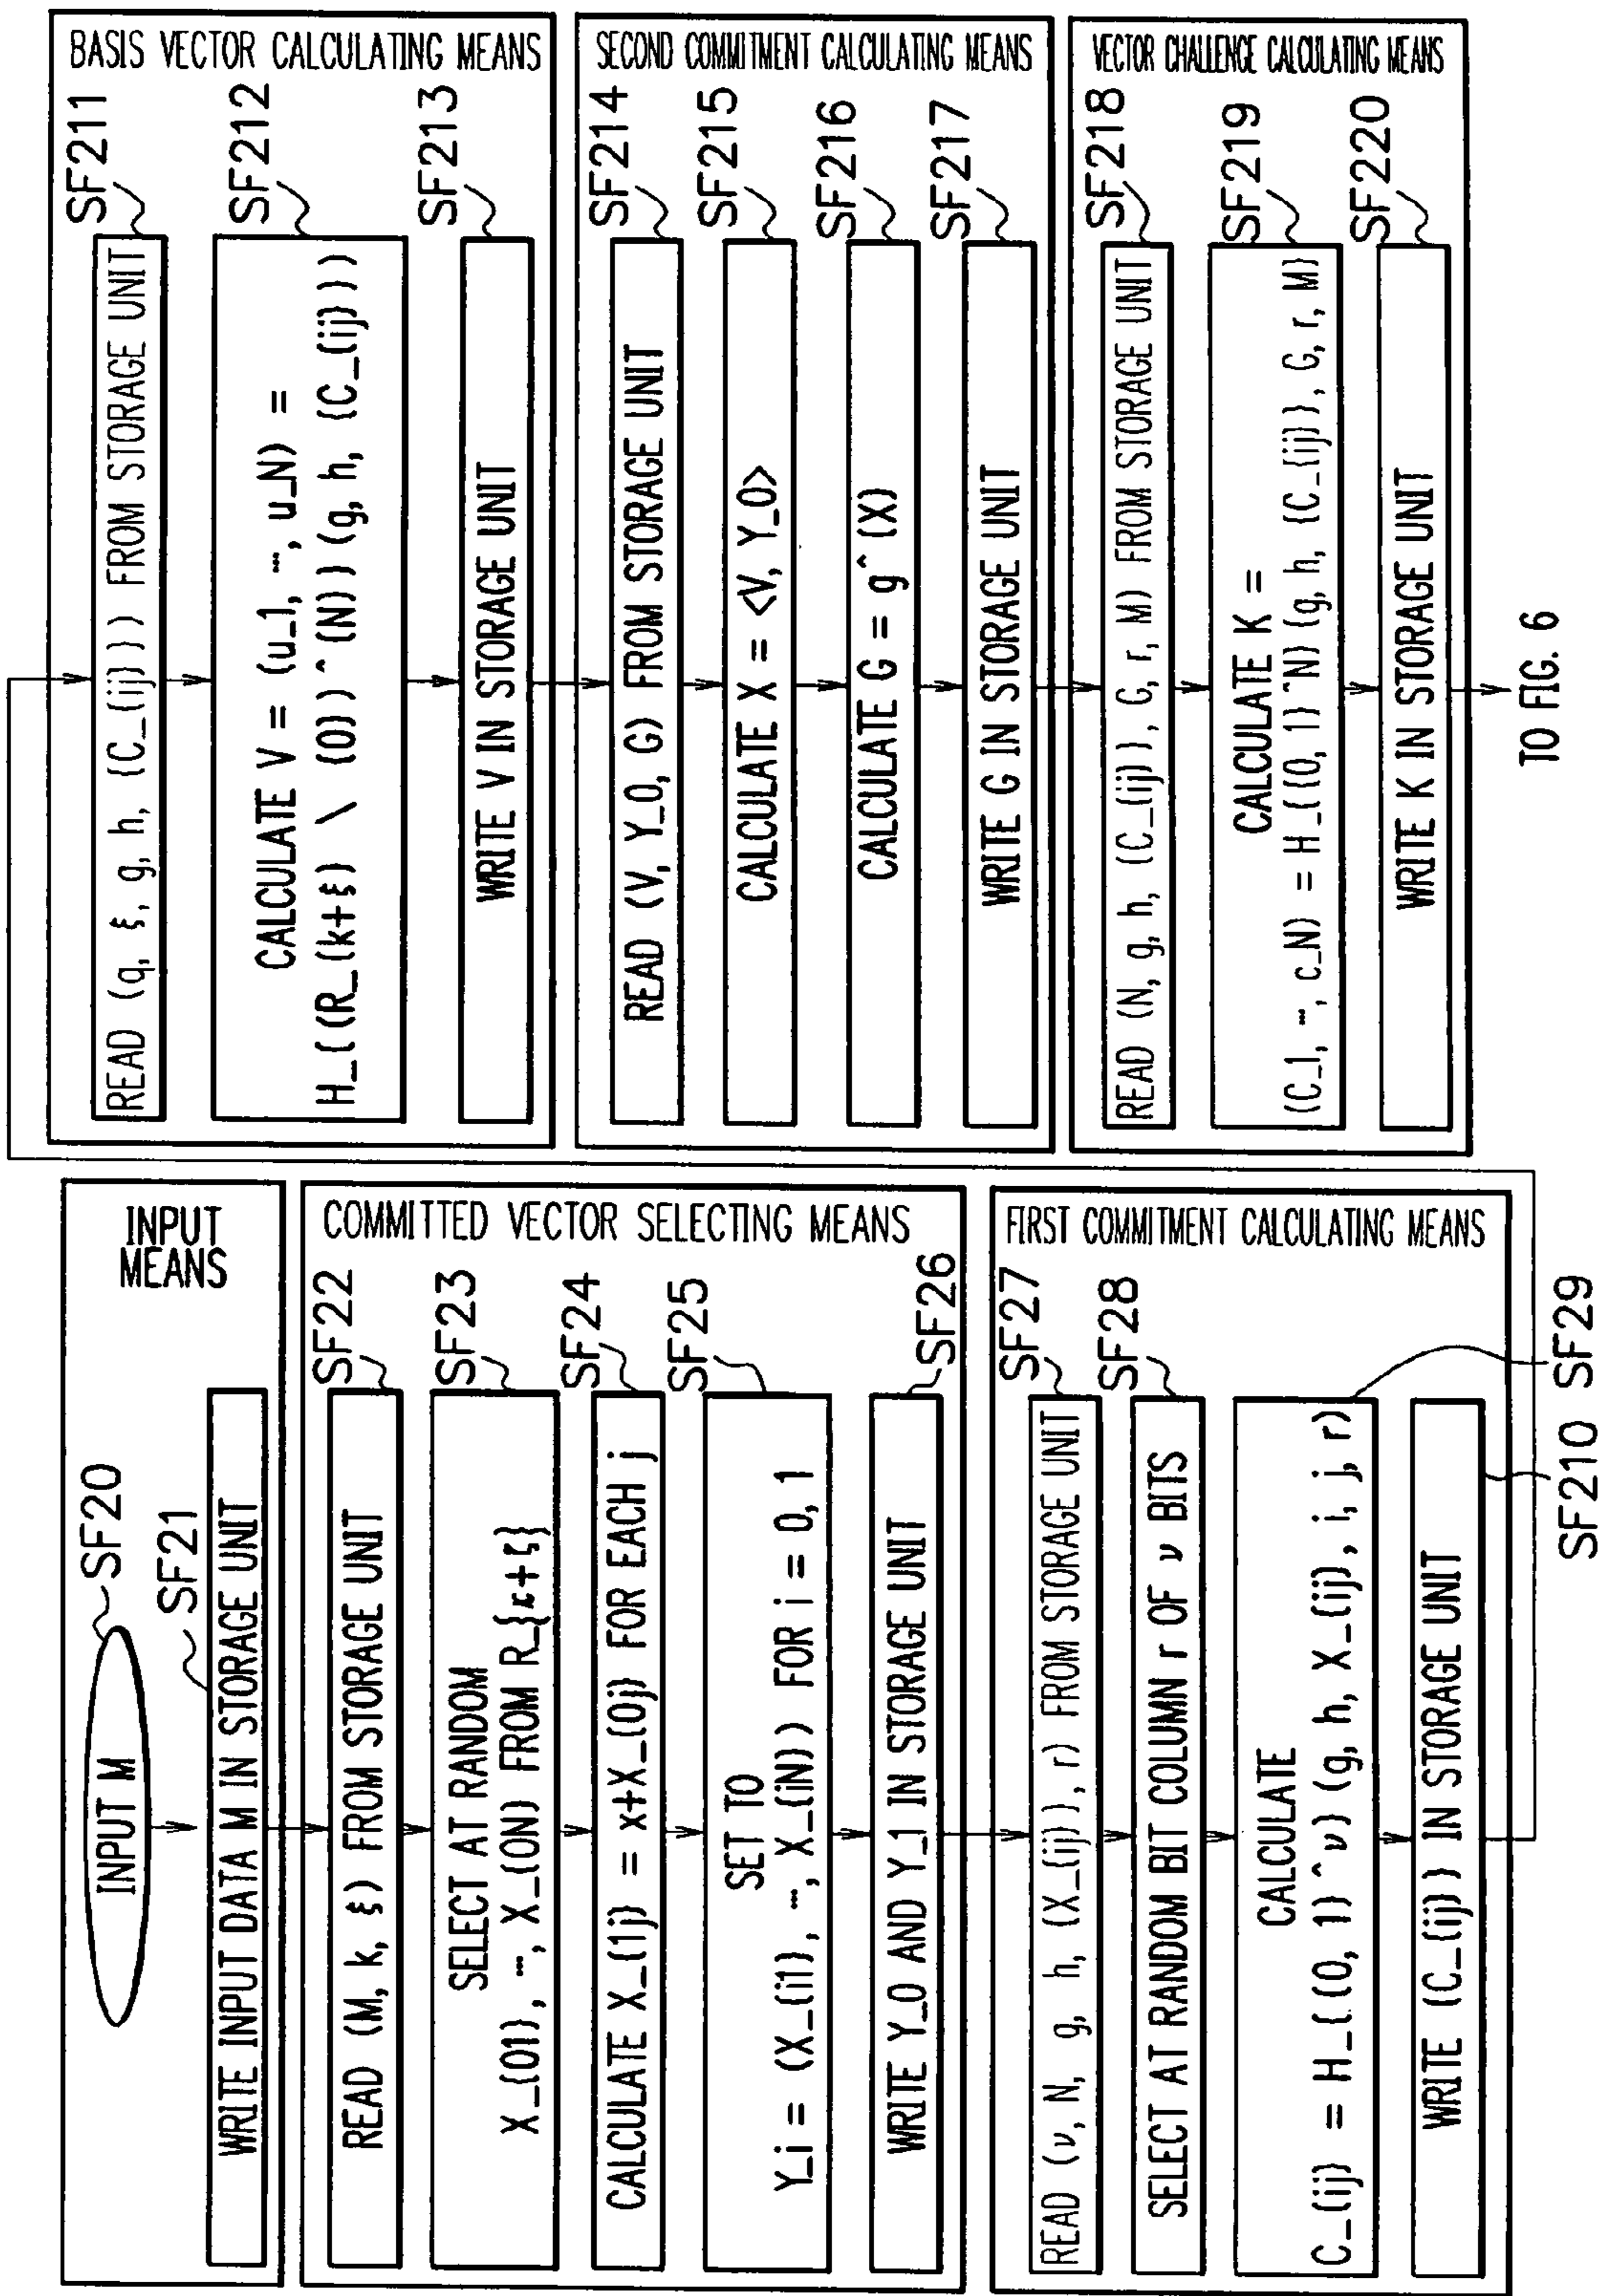 INPUT
MEANS
INPUT M
SF20
SF21
WRITE INPUT DATA M IN STORAGE UNIT
COMMITTED VECTOR SELECTING MEANS
SF22
READ (M, k, ξ) FROM STORAGE UNIT
SF23
SELECT AT RANDOM
X_{01}, …, X_{0N} FROM R_{κ+ζ}
SF24
CALCULATE X_{1j} = x+X_{0j} FOR EACH j
SF25
SET TO
Y_i = (X_{i1}, …, X_{iN}) FOR i = 0, 1
SF26
WRITE Y_0 AND Y_1 IN STORAGE UNIT
FIRST COMMITMENT CALCULATING MEANS
SF27
READ (ν, N, g, h, {X_{ij}}, r) FROM STORAGE UNIT
SF28
SELECT AT RANDOM BIT COLUMN r OF ν BITS
SF29
CALCULATE
C_{ij} = H_{{0, 1}^ν} (g, h, X_{ij}, i, j, r)
SF210
WRITE {C_{ij}} IN STORAGE UNIT
BASIS VECTOR CALCULATING MEANS
SF211
READ (q, ξ, g, h, {C_{ij}}) FROM STORAGE UNIT
SF212
CALCULATE V = (u_1, …, u_N) =
H_{(R_{k+ξ} \ {0})^{N}} (g, h, {C_{ij}})
SF213
WRITE V IN STORAGE UNIT
SECOND COMMITMENT CALCULATING MEANS
SF214
READ (V, Y_0, G) FROM STORAGE UNIT
SF215
CALCULATE X = <V, Y_0>
SF216
CALCULATE G = g^{X}
SF217
WRITE G IN STORAGE UNIT
VECTOR CHALLENGE CALCULATING MEANS
SF218
READ (N, g, h, {C_{ij}}, G, r, M) FROM STORAGE UNIT
SF219
CALCULATE K =
(C_1, …, c_N) = H_{{0, 1}^N} (g, h, {C_{ij}}, G, r, M)
SF220
WRITE K IN STORAGE UNIT
TO FIG. 6